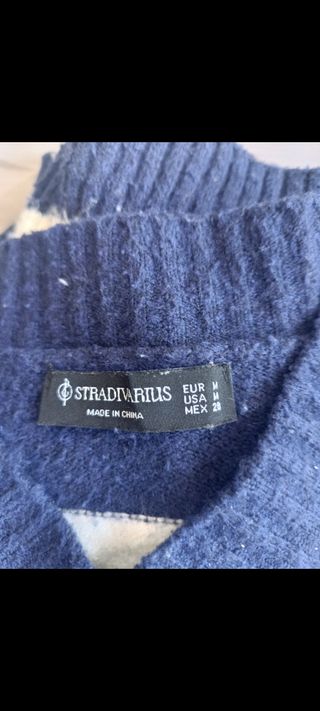 STRADIVARIUS
MADE IN CHINA
EUR M
USA M
MEX 28